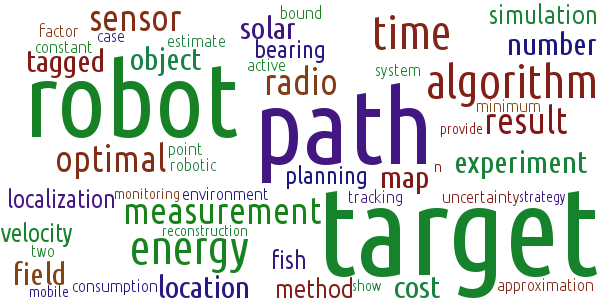 factor
sensor
bound
simulation
constant
case
solar
time
estimate
bearing
number
tagged
object
active
system
radio
algorithm
robot
path
minimum
result
point
optimal
robotic
provide
n
experiment
planning
map
localization
monitoring
environment
tracking
uncertainty
strategy
measurement
target
velocity
reconstruction
two
energy
fish
field
mobile
consumption
location
method
show
cost
approximation